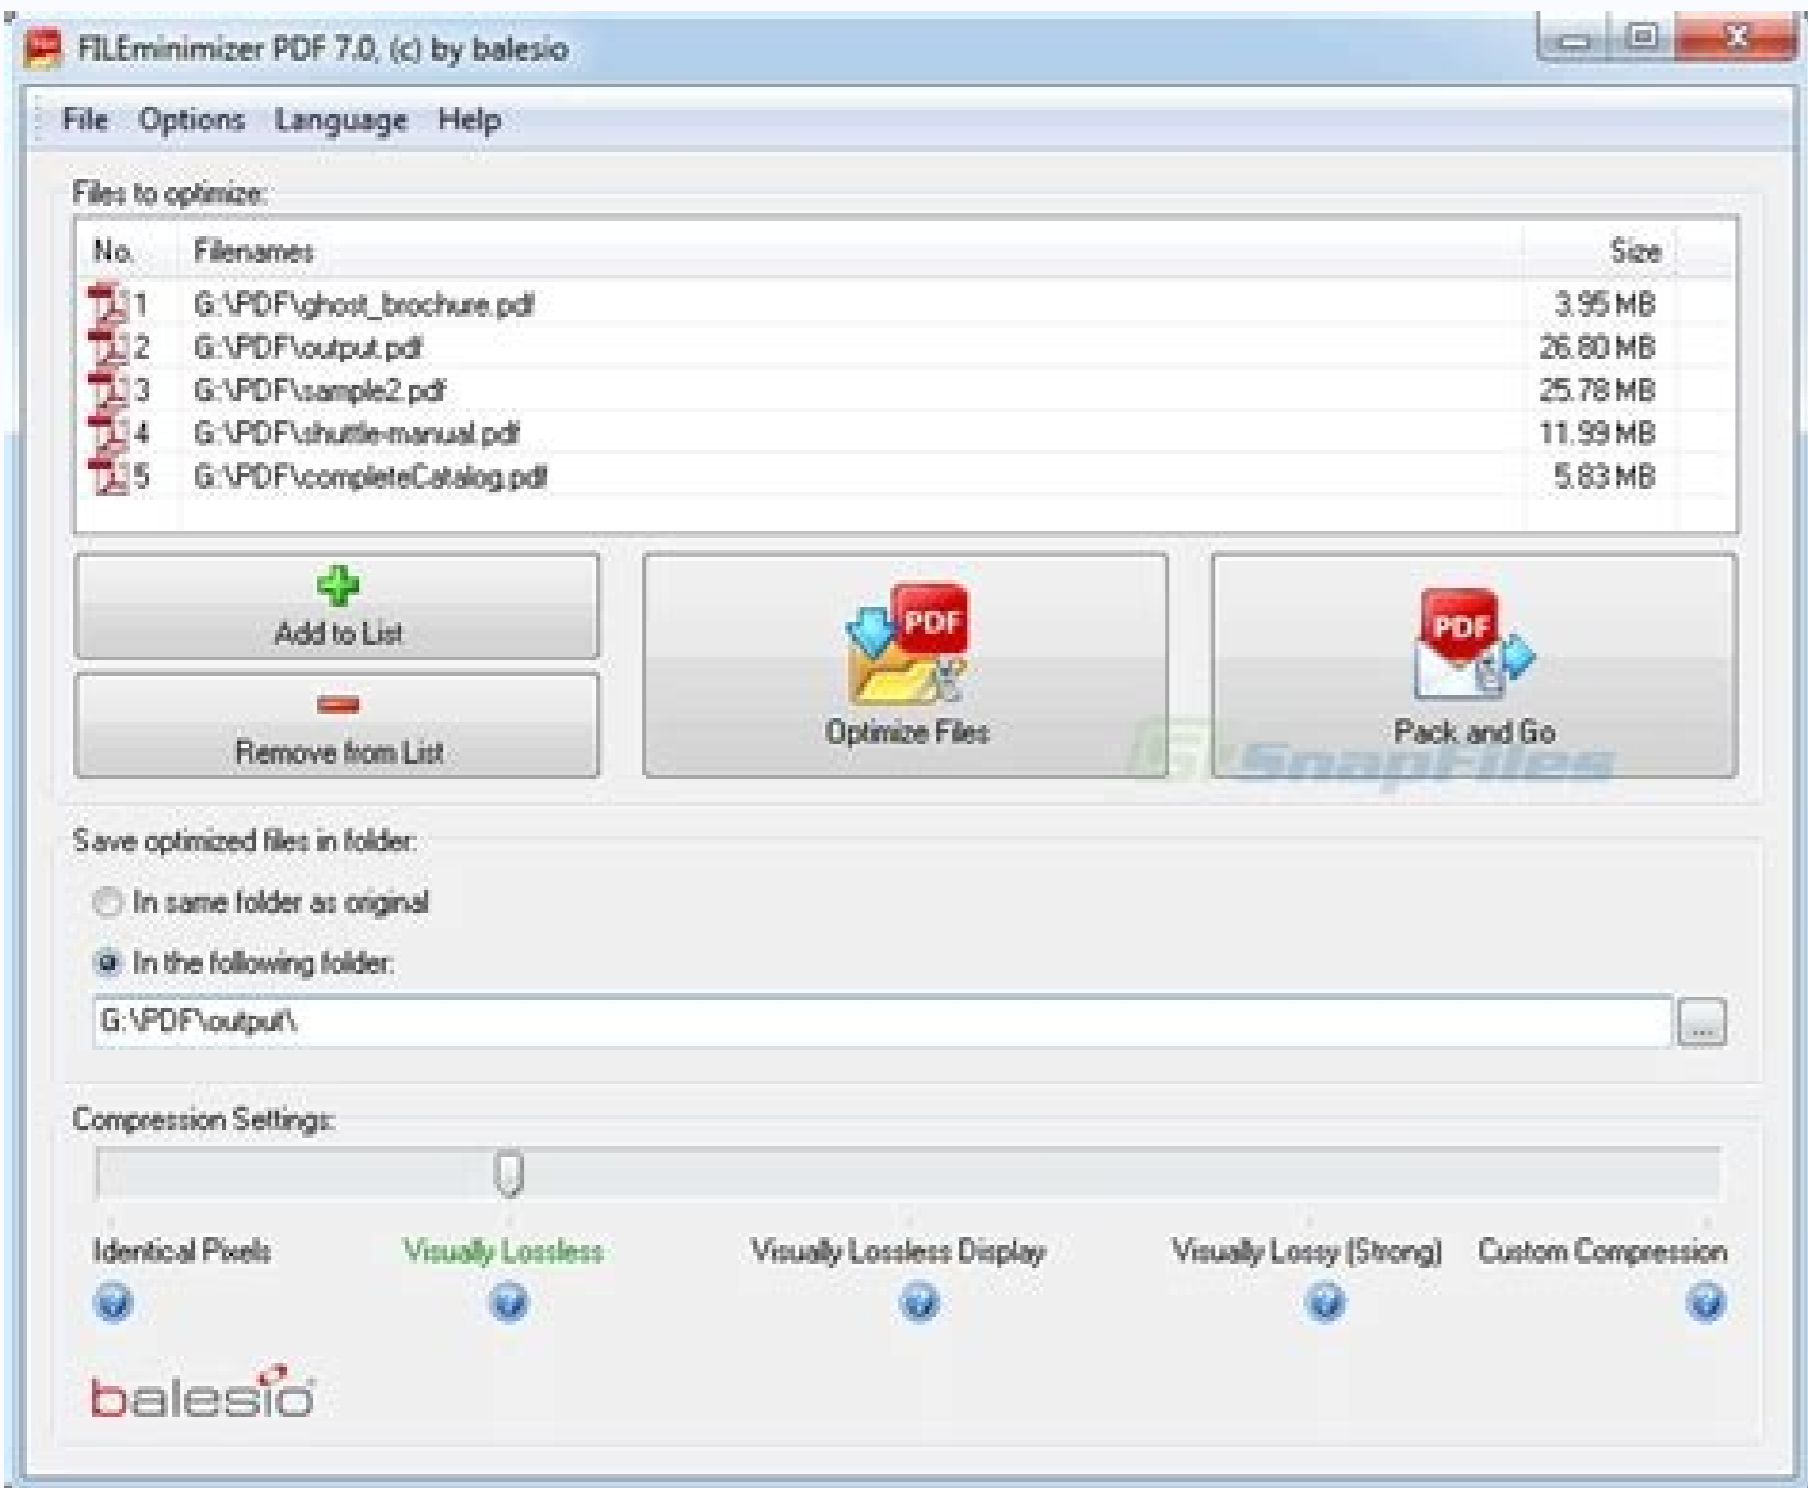 FILEminimizer PDF 7.0, (c) by balesio
File Options Language Help
Files to optimize:
No. Filenames Size
1 G:\PDF\ghost_brochure.pdf 3.95 MB
2 G:\PDF\output.pdf 26.80 MB
3 G:\PDF\sample2.pdf 25.78 MB
4 G:\PDF\shuttle-manual.pdf 11.99 MB
5 G:\PDF\completeCatalog.pdf 5.83 MB
Add to List
Remove from List
PDF
Optimize Files
PDF
Pack and Go
SnapFiles
Save optimized files in folder:
In same folder as original
In the following folder:
G:\PDF\output\
...
Compression Settings:
Identical Pixels Visually Lossless Visually Lossless Display Visually Lossy (Strong) Custom Compression
? ? ? ? ?
balesio